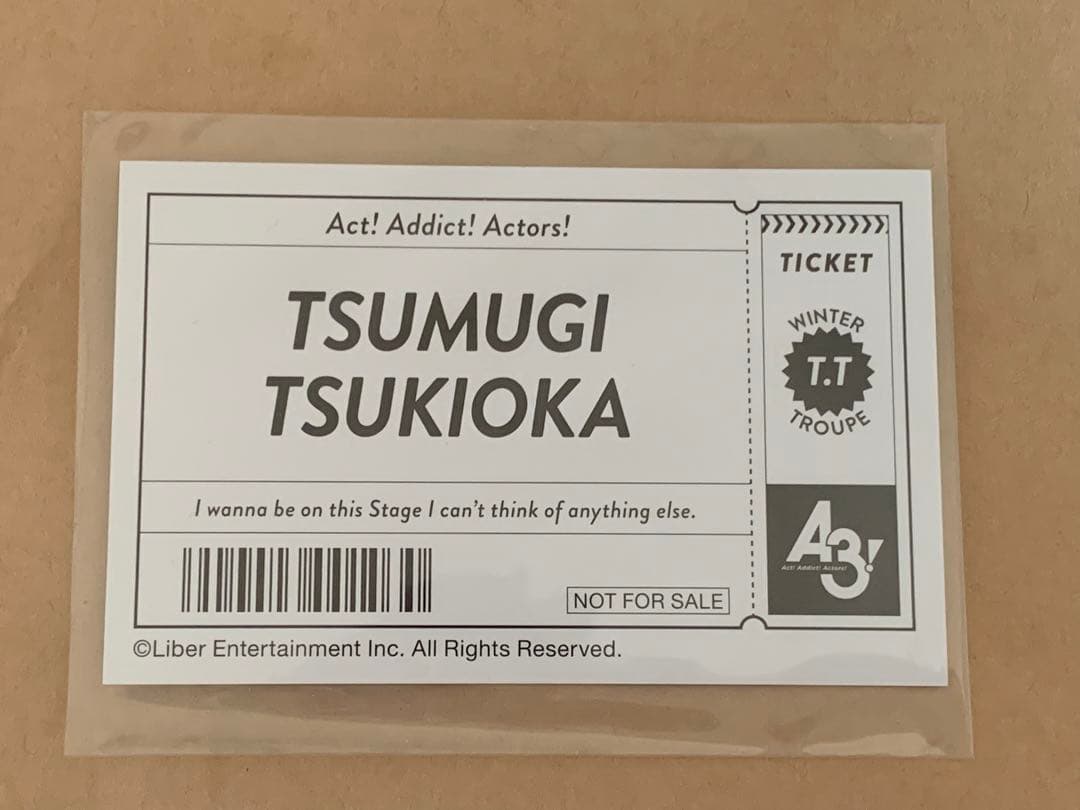 Act! Addict! Actors!
TSUMUGI
TSUKIOKA
I wanna be on this Stage I can't think of anything else.
NOT FOR SALE
TICKET
WINTER
T.T
TROUPE
A3!
Act! Addict! Actors!
©Liber Entertainment Inc. All Rights Reserved.